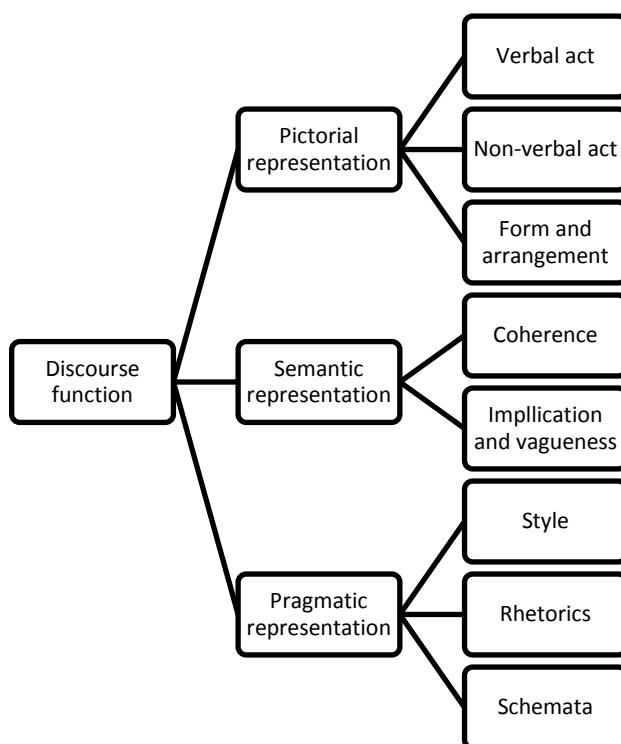 Verbal act
Pictorial
representation
Non-verbal act
Form and
arrangement
Discourse
function
Semantic
representation
Coherence
Impllication
and vagueness
Style
Pragmatic
representation
Rhetorics
Schemata